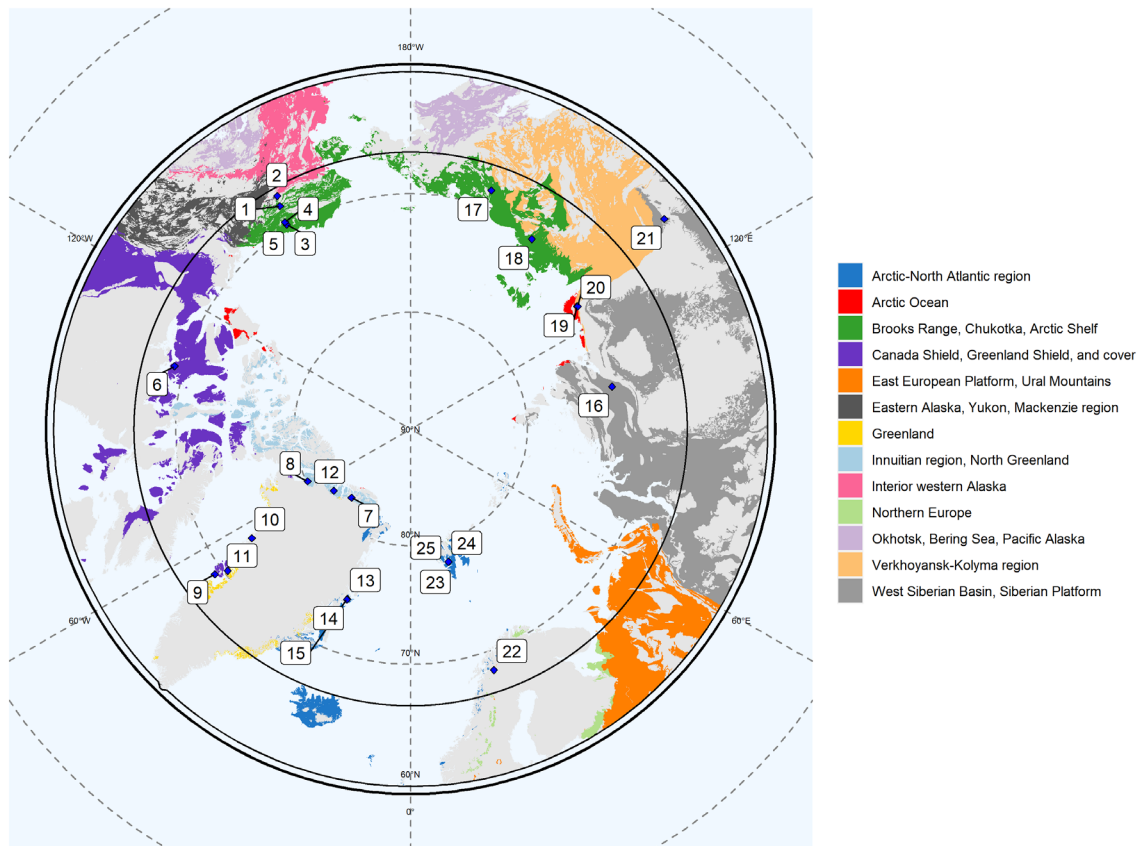 180°W
2
1
4
5
3
17
18
120°W
120°E
21
20
19
6
16
90°N
8
12
7
10
80°N
25
24
23
11
9
13
14
15
60°W
60°E
70°N
22
60°N
0°
Arctic-North Atlantic region
Arctic Ocean
Brooks Range, Chukotka, Arctic Shelf
Canada Shield, Greenland Shield, and cover
East European Platform, Ural Mountains
Eastern Alaska, Yukon, Mackenzie region
Greenland
Innuitian region, North Greenland
Interior western Alaska
Northern Europe
Okhotsk, Bering Sea, Pacific Alaska
Verkhoyansk-Kolyma region
West Siberian Basin, Siberian Platform